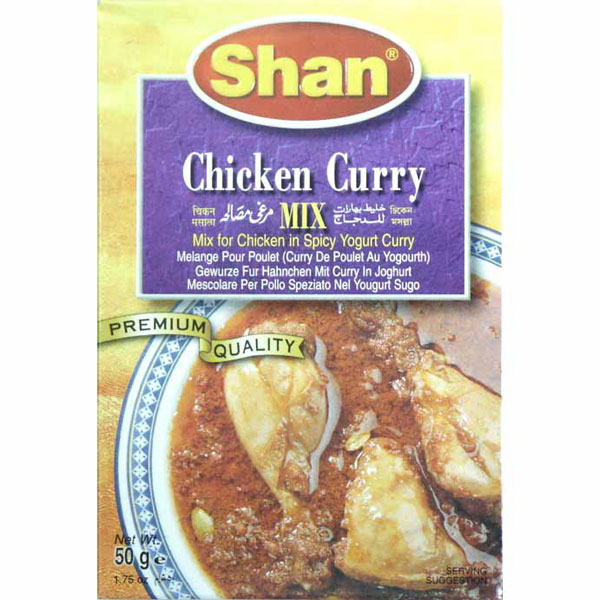 Shan®
Chicken Curry
चिकन مرغی مصالحہ MIX خليط بهارات
मसाला للدجاج
Mix for Chicken in Spicy Yogurt Curry
Melange Pour Poulet (Curry De Poulet Au Yogourth)
Gewurze Fur Hahnchen Mit Curry In Joghurt
Mescolare Per Pollo Speziato Nel Yougurt Sugo
PREMIUM
QUALITY
Net Wt.
50 g e
1.75 oz
SERVING
SUGGESTION